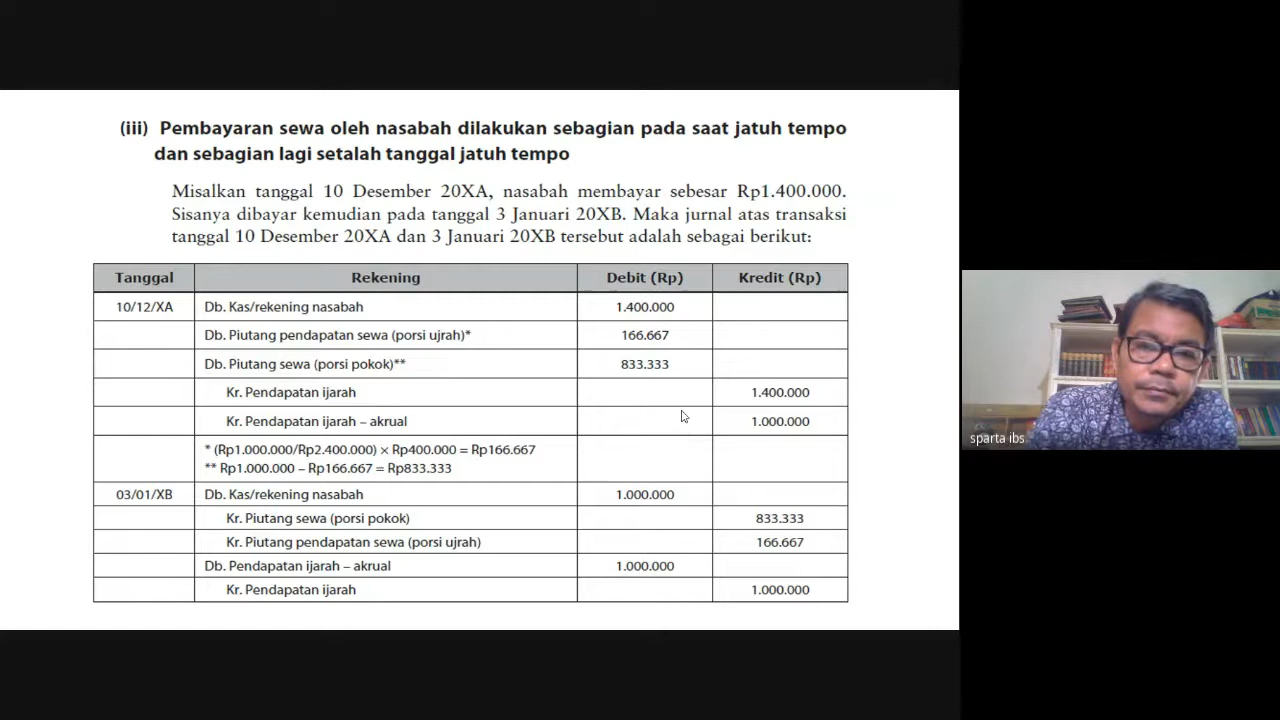 (iii) Pembayaran sewa oleh nasabah dilakukan sebagian pada saat jatuh tempo
dan sebagian lagi setalah tanggal jatuh tempo
Misalkan tanggal 10 Desember 20XA, nasabah membayar sebesar Rp1.400.000.
Sisanya dibayar kemudian pada tanggal 3 Januari 20XB. Maka jurnal atas transaksi
tanggal 10 Desember 20XA dan 3 Januari 20XB tersebut adalah sebagai berikut:
Tanggal Rekening Debit (Rp) Kredit (Rp)
10/12/XA Db. Kas/rekening nasabah 1.400.000
Db. Piutang pendapatan sewa (porsi ujrah)* 166.667
Db. Piutang sewa (porsi pokok)** 833.333
Kr. Pendapatan ijarah 1.400.000
Kr. Pendapatan ijarah – akrual 1.000.000
* (Rp1.000.000/Rp2.400.000) × Rp400.000 = Rp166.667
** Rp1.000.000 – Rp166.667 = Rp833.333
03/01/XB Db. Kas/rekening nasabah 1.000.000
Kr. Piutang sewa (porsi pokok) 833.333
Kr. Piutang pendapatan sewa (porsi ujrah) 166.667
Db. Pendapatan ijarah – akrual 1.000.000
Kr. Pendapatan ijarah 1.000.000
sparta ibs